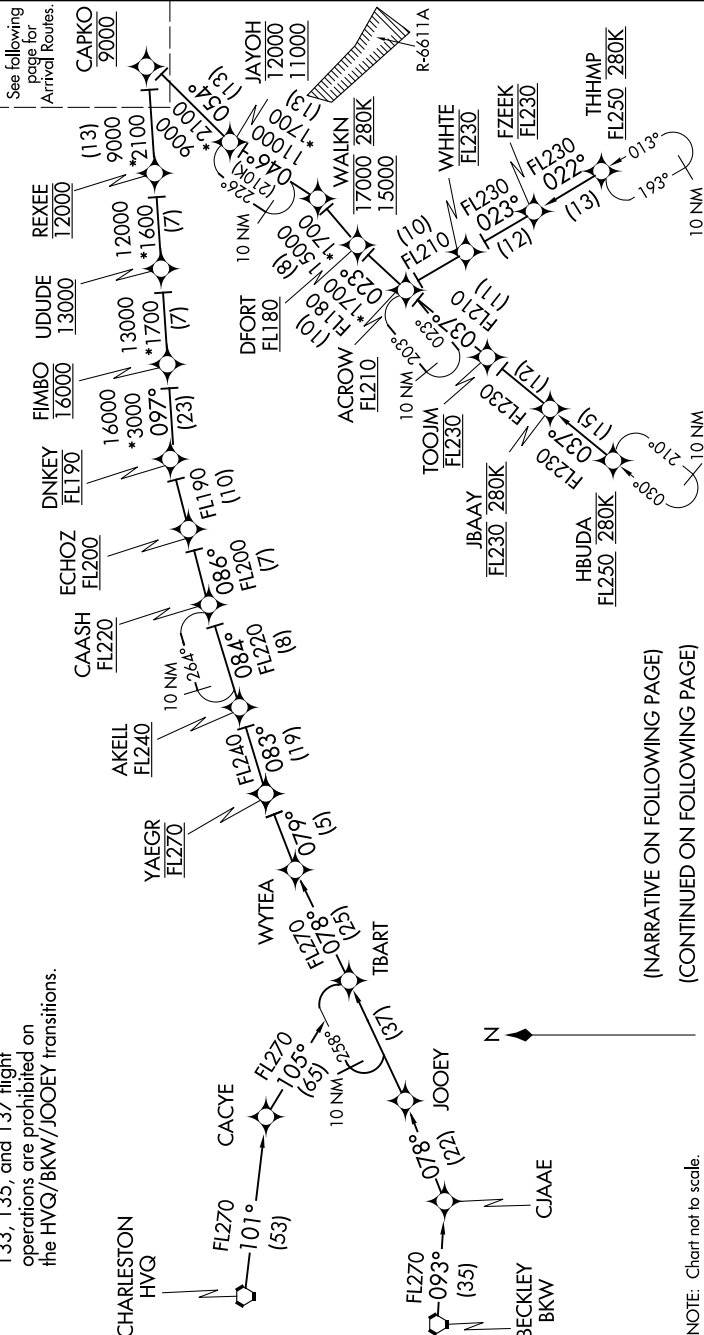 See following
page for
Arrival Routes.
CAPKO
9000
JAYOH
12000
11000
R-6611A
(13)
9000
*2100
9000
*2100
054°
(13)
REXEE
12000
12000
*1600
(7)
UDUDE
13000
13000
*1700
(7)
FIMBO
16000
16000
*3000
097°
(23)
DNKEY
FL190
FL190
(10)
ECHOZ
FL200
086°
FL200
(7)
CAASH
FL220
084°
FL220
(8)
10 NM
264°
AKELL
FL240
FL240
083°
(19)
YAEGR
FL270
079°
(5)
WYTEA
FL270
078°
(25)
TBART
(37)
10 NM
258°
FL270
105°
(65)
CACYE
FL270
101°
(53)
CHARLESTON
HVQ
JOOEY
078°
(22)
CJAAE
FL270
093°
(35)
BECKLEY
BKW
11000
*1700
(13)
046°
(210K)
226°
10 NM
WALKN
17000 280K
15000
15000
*1700
(8)
DFORT
FL180
FL180
*1700
023°
(10)
ACROW
FL210
10 NM
203°
023°
(10)
FL210
WHHTE
FL230
FL230
023°
(12)
FZEEK
FL230
FL230
022°
(13)
THHMP
FL250 280K
013°
193°
10 NM
037°
FL210
(11)
TOOJM
FL230
FL230
(12)
JBAAY
FL230 280K
FL230
037°
(15)
HBUDA
FL250 280K
030°
210°
10 NM
133, 135, and 137 flight
operations are prohibited on
the HVQ/BKW/JOOEY transitions.
N
(NARRATIVE ON FOLLOWING PAGE)
(CONTINUED ON FOLLOWING PAGE)
NOTE: Chart not to scale.